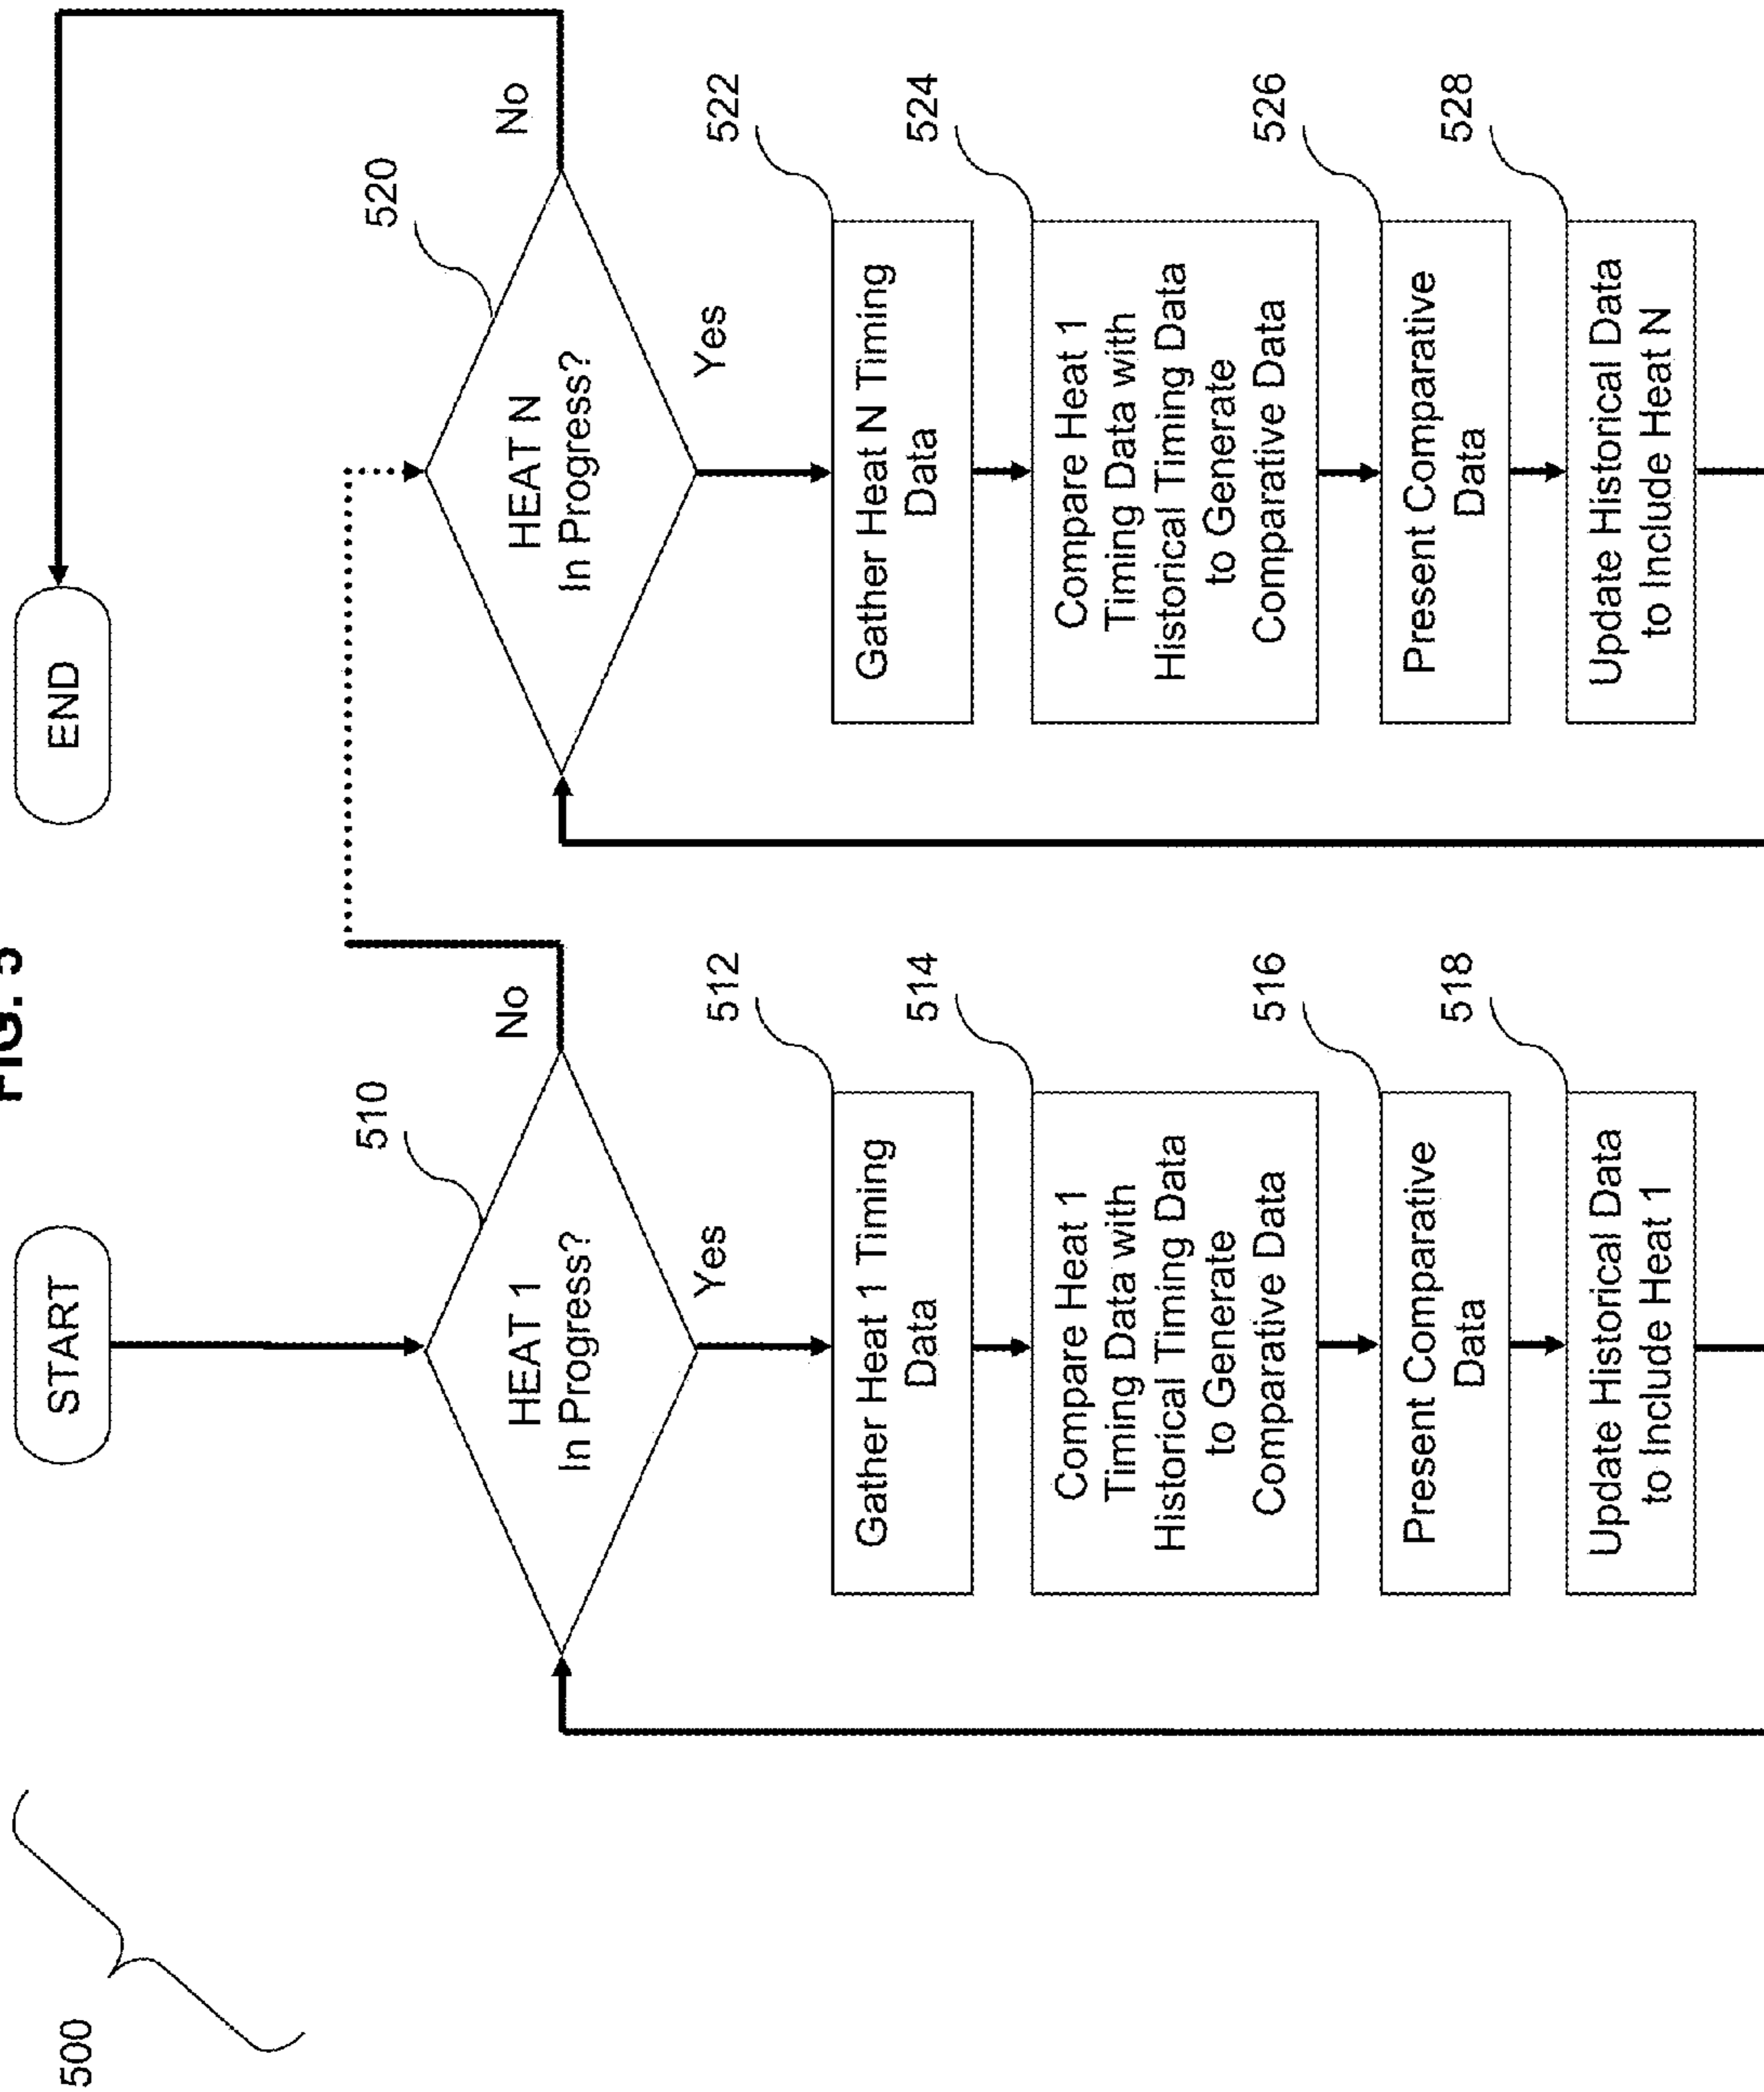 FIG. 5
500
START
510
HEAT 1
In Progress?
No
Yes
512
Gather Heat 1 Timing
Data
514
Compare Heat 1
Timing Data with
Historical Timing Data
to Generate
Comparative Data
516
Present Comparative
Data
518
Update Historical Data
to Include Heat 1
END
520
HEAT N
In Progress?
No
Yes
522
Gather Heat N Timing
Data
524
Compare Heat 1
Timing Data with
Historical Timing Data
to Generate
Comparative Data
526
Present Comparative
Data
528
Update Historical Data
to Include Heat N